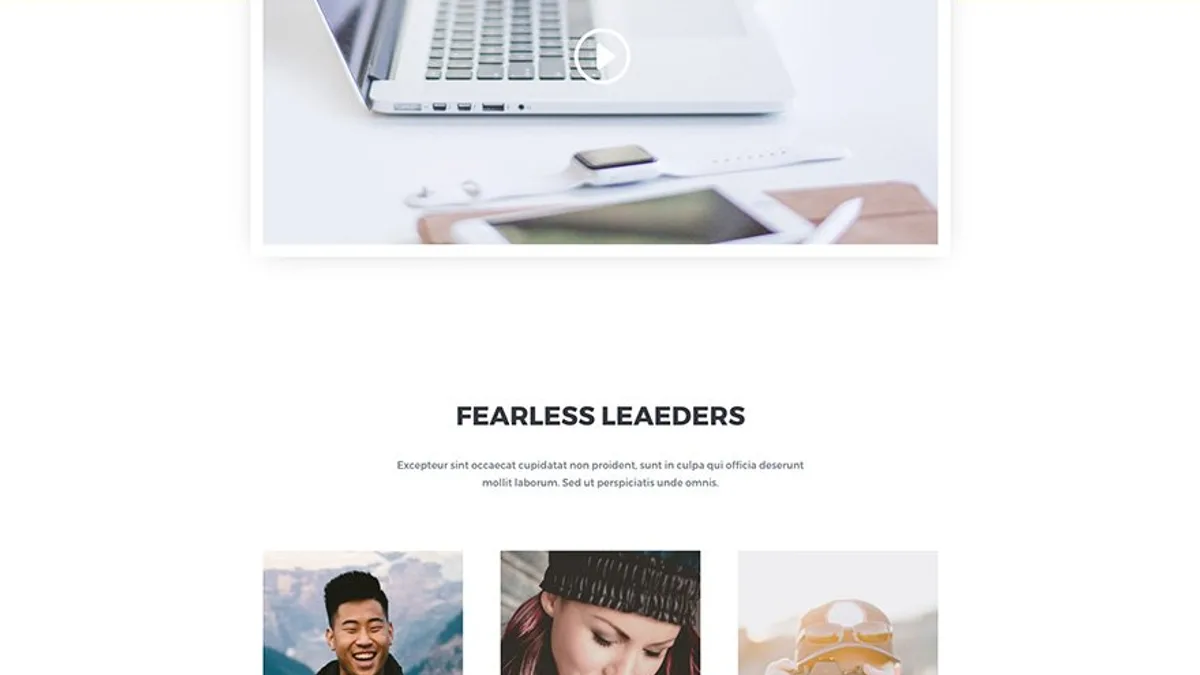 FEARLESS LEAEDERS
Excepteur sint occaecat cupidatat non proident, sunt in culpa qui officia deserunt
mollit laborum. Sed ut perspiciatis unde omnis.